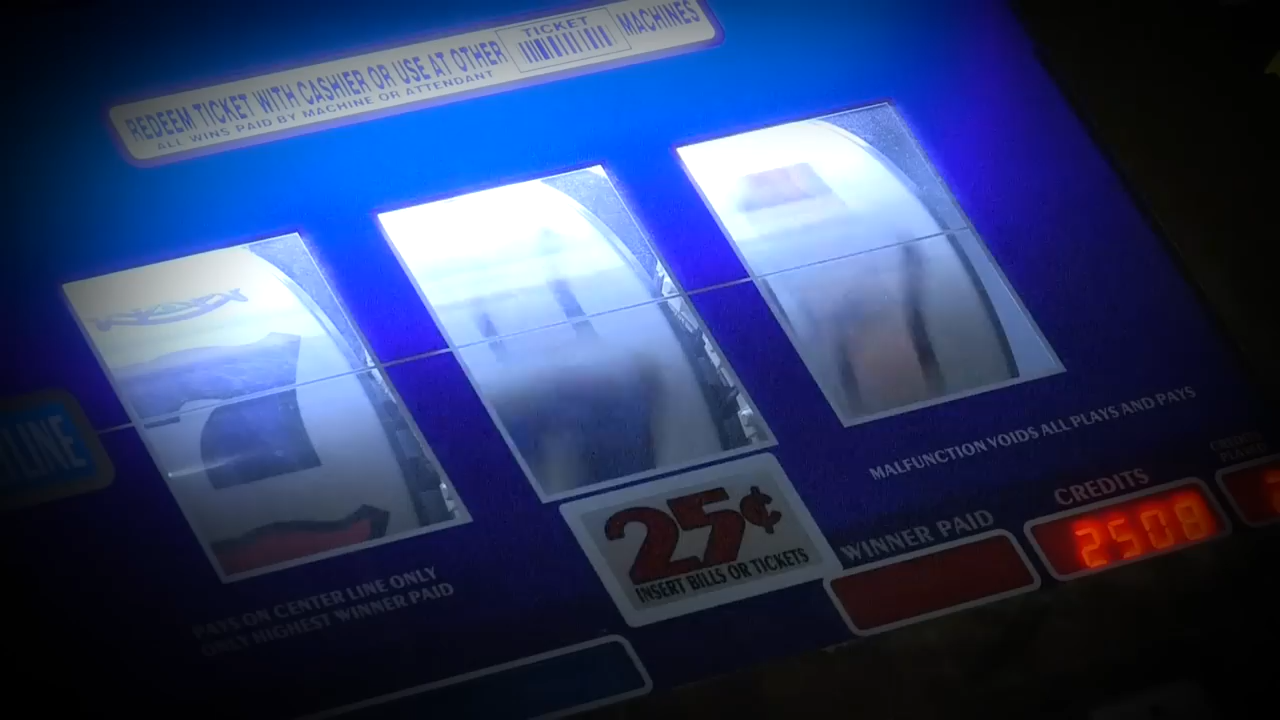 REDEEM TICKET WITH CASHIER OR USE AT OTHER TICKET MACHINES
ALL WINS PAID BY MACHINE OR ATTENDANT
LINE
MALFUNCTION VOIDS ALL PLAYS AND PAYS
CREDITS
2508
WINNER PAID
25¢
INSERT BILLS OR TICKETS
PAYS ON CENTER LINE ONLY
ONLY HIGHEST WINNER PAID